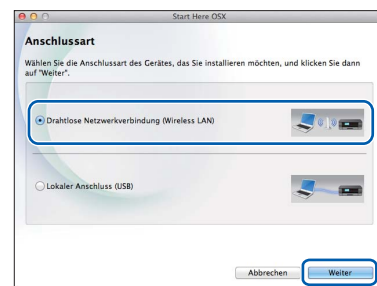 Start Here OSX
Anschlussart
Wählen Sie die Anschlussart des Gerätes, das Sie installieren möchten, und klicken Sie dann
auf "Weiter".
Drahtlose Netzwerkverbindung (Wireless LAN)
Lokaler Anschluss (USB)
Abbrechen
Weiter